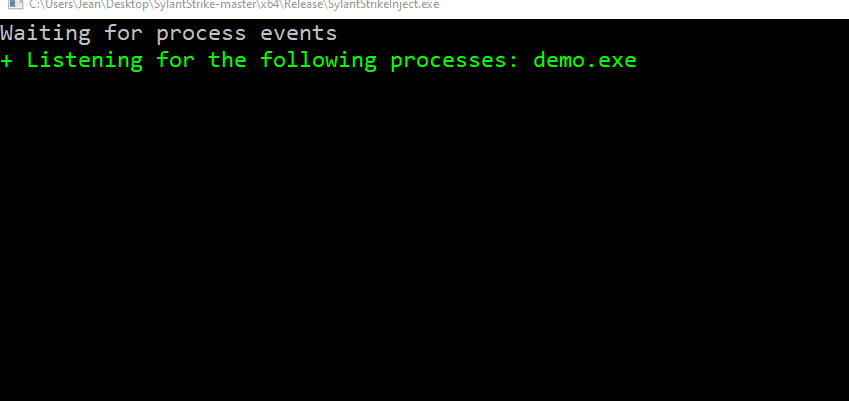 C:\Users\Jean\Desktop\SylantStrike-master\x64\Release\SylantStrikeInject.exe
Waiting for process events
+ Listening for the following processes: demo.exe